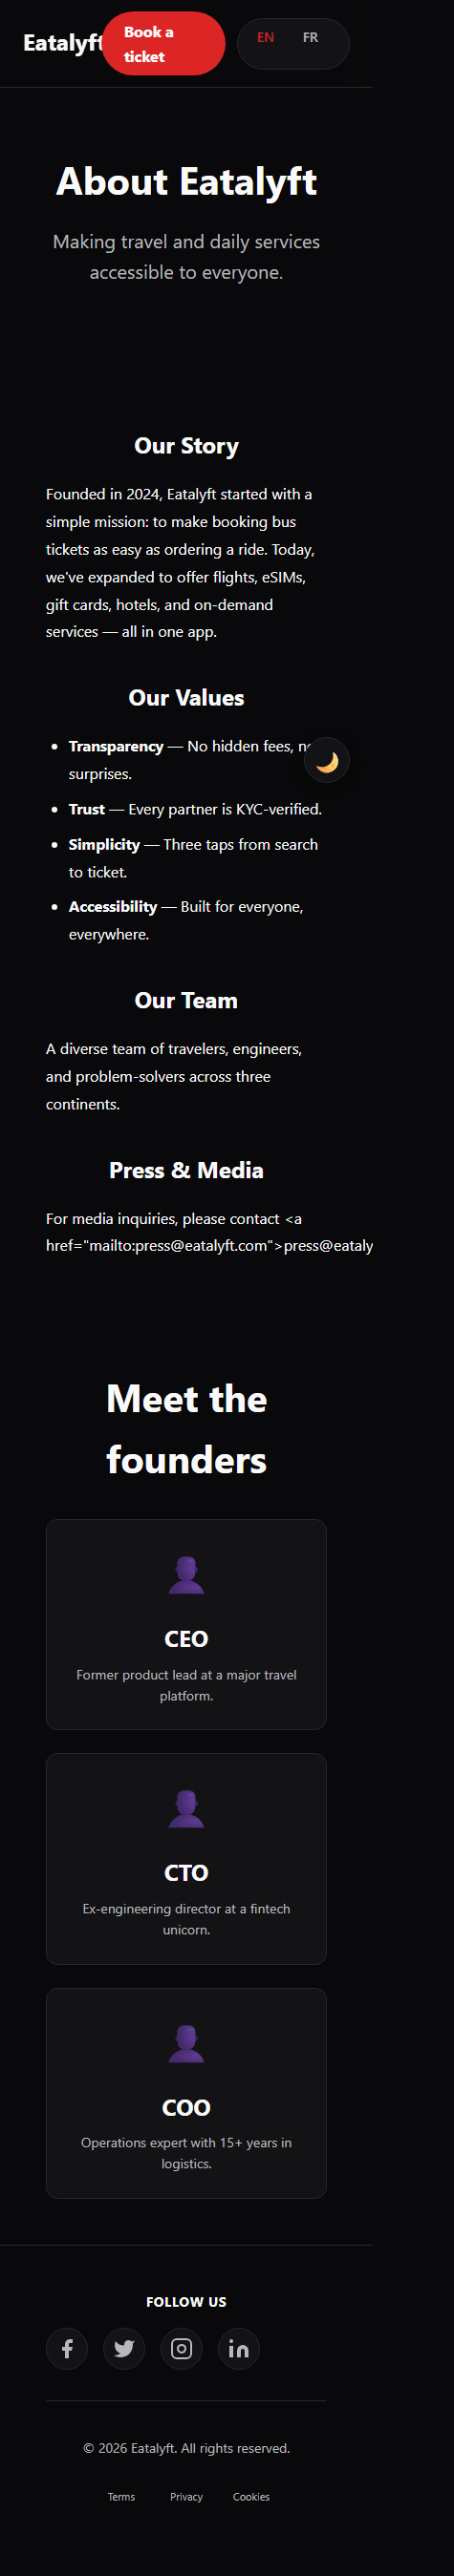 Eatalyft
Book a
ticket
EN
FR
About Eatalyft
Making travel and daily services
accessible to everyone.
Our Story
Founded in 2024, Eatalyft started with a
simple mission: to make booking bus
tickets as easy as ordering a ride. Today,
we've expanded to offer flights, eSIMs,
gift cards, hotels, and on-demand
services — all in one app.
Our Values
Transparency — No hidden fees, no
surprises.
Trust — Every partner is KYC-verified.
Simplicity — Three taps from search
to ticket.
Accessibility — Built for everyone,
everywhere.
Our Team
A diverse team of travelers, engineers,
and problem-solvers across three
continents.
Press & Media
For media inquiries, please contact <a
href="mailto:press@eatalyft.com">press@eataly
Meet the
founders
CEO
Former product lead at a major travel
platform.
CTO
Ex-engineering director at a fintech
unicorn.
COO
Operations expert with 15+ years in
logistics.
FOLLOW US
© 2026 Eatalyft. All rights reserved.
Terms
Privacy
Cookies